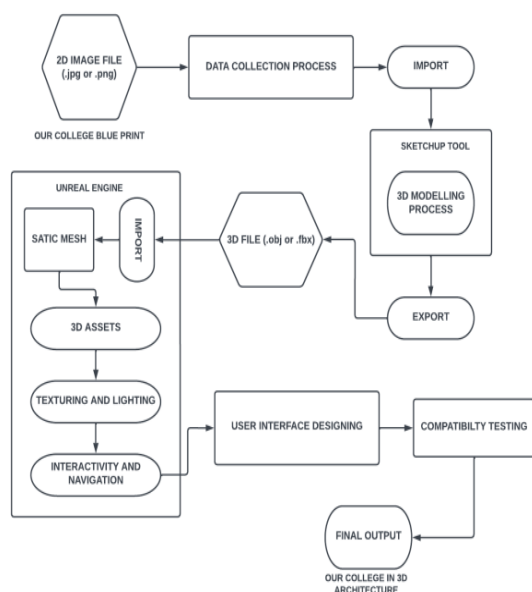 2D IMAGE FILE
(.jpg or .png)
OUR COLLEGE BLUE PRINT
DATA COLLECTION PROCESS
IMPORT
SKETCHUP TOOL
3D MODELLING
PROCESS
EXPORT
3D FILE (.obj or .fbx)
UNREAL ENGINE
IMPORT
SATIC MESH
3D ASSETS
TEXTURING AND LIGHTING
INTERACTIVITY AND
NAVIGATION
USER INTERFACE DESIGNING
COMPATIBILTY TESTING
FINAL OUTPUT
OUR COLLEGE IN 3D
ARCHITECTURE